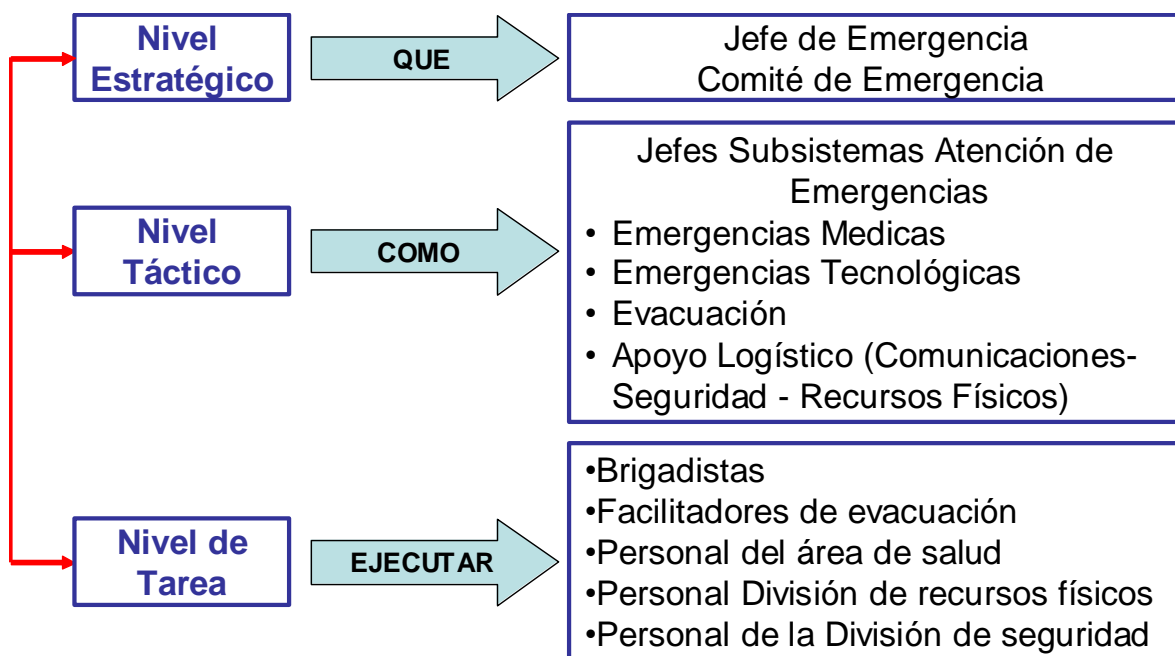 Nivel
Estratégico
QUE
Jefe de Emergencia
Comité de Emergencia
Nivel
Táctico
COMO
Jefes Subsistemas Atención de
Emergencias
• Emergencias Medicas
• Emergencias Tecnológicas
• Evacuación
• Apoyo Logístico (Comunicaciones-
Seguridad - Recursos Físicos)
Nivel de
Tarea
EJECUTAR
•Brigadistas
•Facilitadores de evacuación
•Personal del área de salud
•Personal División de recursos físicos
•Personal de la División de seguridad